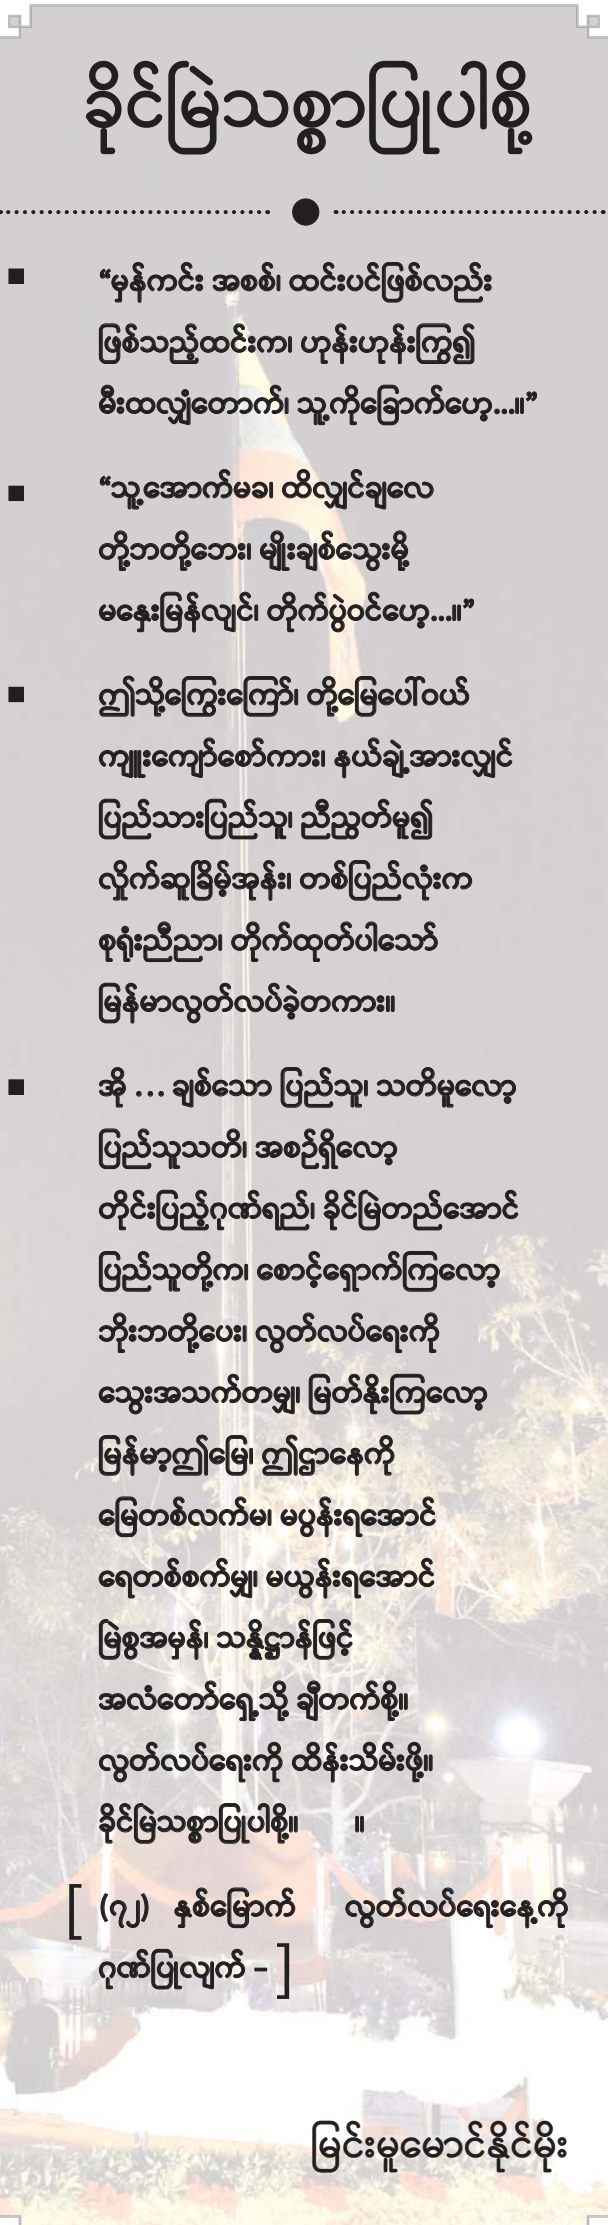 ခိုင်မြဲသစ္စာပြုပါစို့
■ “မှန်ကင်း အစစ်၊ ထင်းပင်ဖြစ်လည်း
ဖြစ်သည့်ထင်းက၊ ဟုန်းဟုန်းကြွ၍
မီးထလျှံတောက်၊ သူ့ကိုခြောက်ဟေ့...။”
■ “သူ့အောက်မခ၊ ထိလျှင်ချလေ
တို့ဘတို့ဘေး၊ မျိုးချစ်သွေးမို့
မနှေးမြန်လျင်၊ တိုက်ပွဲဝင်ဟေ့...။”
■ ဤသို့ကြွေးကြော်၊ တို့မြေပေါ်ဝယ်
ကျူးကျော်စော်ကား၊ နယ်ချဲ့အားလျှင်
ပြည်သားပြည်သူ၊ ညီညွတ်မူ၍
လှိုက်ဆူခြိမ့်အုန်း၊ တစ်ပြည်လုံးက
စုရုံးညီညာ၊ တိုက်ထုတ်ပါသော်
မြန်မာလွတ်လပ်ခဲ့တကား။
■ အို ... ချစ်သော ပြည်သူ၊ သတိမူလော့
ပြည်သူသတိ၊ အစဉ်ရှိလော့
တိုင်းပြည့်ဂုဏ်ရည်၊ ခိုင်မြဲတည်အောင်
ပြည်သူတို့က၊ စောင့်ရှောက်ကြလော့
ဘိုးဘတို့ပေး၊ လွတ်လပ်ရေးကို
သွေးအသက်တမျှ၊ မြတ်နိုးကြလော့
မြန်မာ့ဤမြေ၊ ဤဌာနေကို
မြေတစ်လက်မ၊ မပွန်းရအောင်
ရေတစ်စက်မျှ၊ မယွန်းရအောင်
မြဲစွအမှန်၊ သန္နိဋ္ဌာန်ဖြင့်
အလံတော်ရှေ့သို့ ချီတက်စို့။
လွတ်လပ်ရေးကို ထိန်းသိမ်းဖို့။
ခိုင်မြဲသစ္စာပြုပါစို့။ ။
[ (၇၂) နှစ်မြောက် လွတ်လပ်ရေးနေ့ကို
ဂုဏ်ပြုလျက် - ]
မြင်းမူမောင်နိုင်မိုး